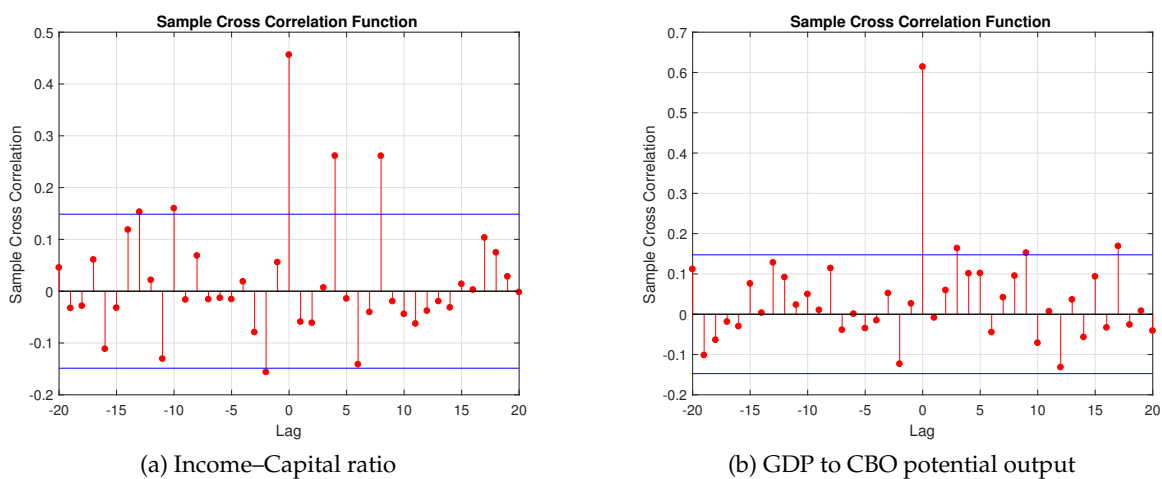 Sample Cross Correlation Function
0.5
0.4
0.3
0.2
0.1
0
-0.1
-0.2
Sample Cross Correlation
-20 -15 -10 -5 0 5 10 15 20
Lag
(a) Income–Capital ratio
Sample Cross Correlation Function
0.7
0.6
0.5
0.4
0.3
0.2
0.1
0
-0.1
-0.2
Sample Cross Correlation
-20 -15 -10 -5 0 5 10 15 20
Lag
(b) GDP to CBO potential output